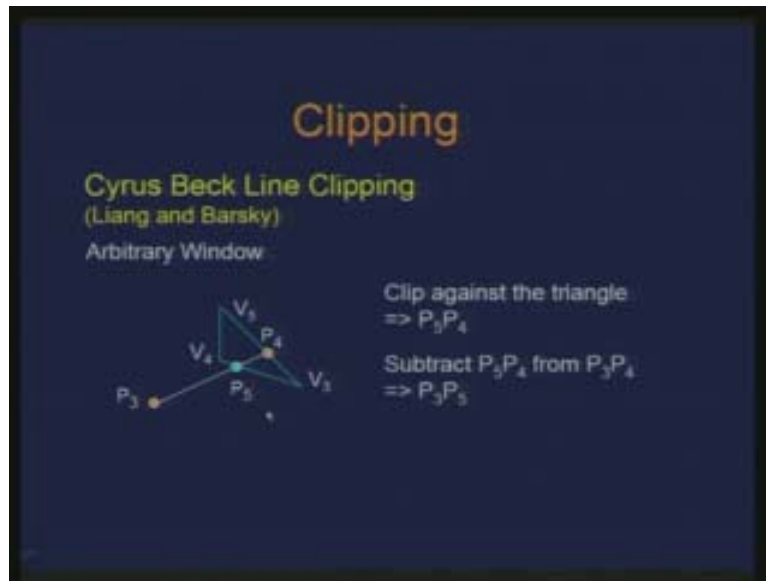 Clipping
Cyrus Beck Line Clipping
(Liang and Barsky)
Arbitrary Window
Clip against the triangle
=> P₅P₄
Subtract P₅P₄ from P₃P₄
=> P₃P₅
V₅
P₄
V₄
P₅
V₃
P₃